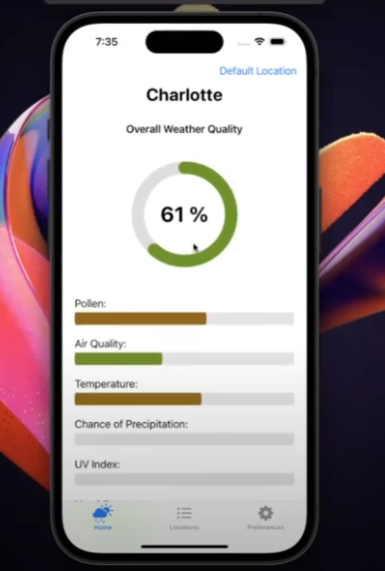 7:35
Default Location
Charlotte
Overall Weather Quality
61 %
Pollen:
Air Quality:
Temperature:
Chance of Precipitation:
UV Index:
Home
Locations
Preferences